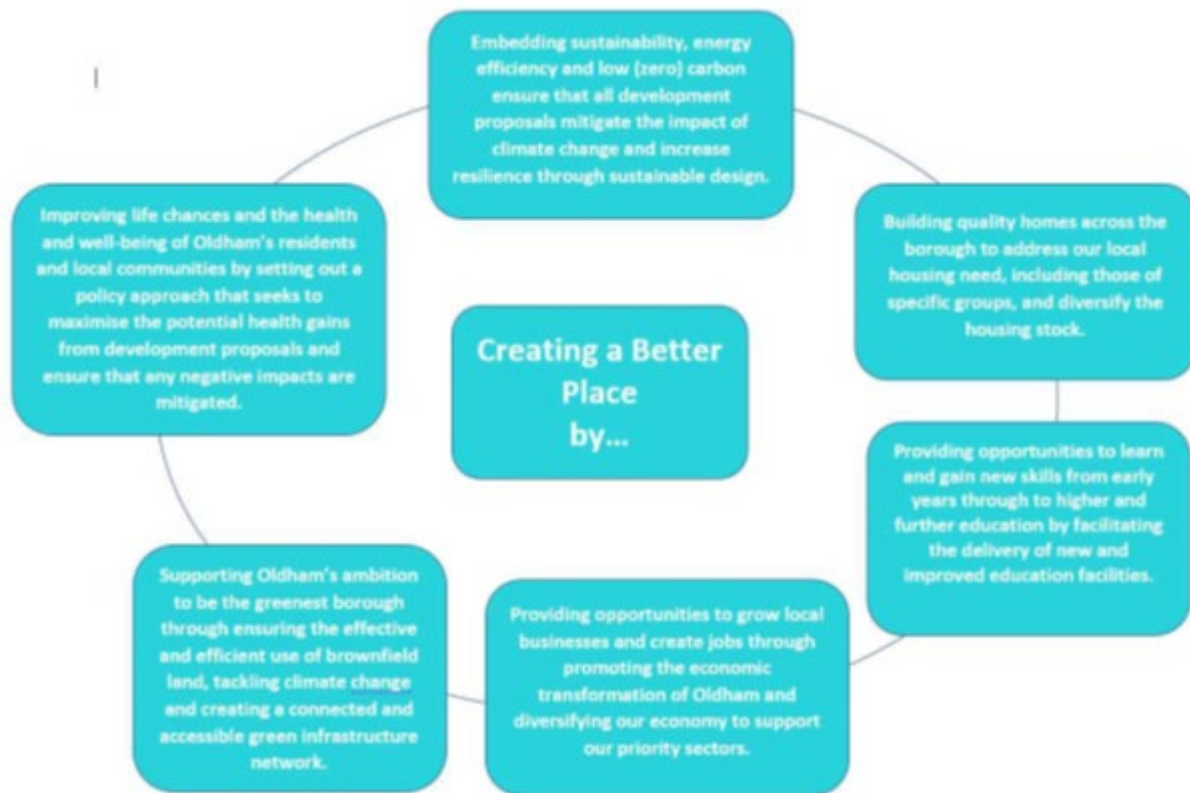 Embedding sustainability, energy
efficiency and low (zero) carbon
ensure that all development
proposals mitigate the impact of
climate change and increase
resilience through sustainable design.
Building quality homes across the
borough to address our local
housing need, including those of
specific groups, and diversify the
housing stock.
Providing opportunities to learn
and gain new skills from early
years through to higher and
further education by facilitating
the delivery of new and
improved education facilities.
Providing opportunities to grow local
businesses and create jobs through
promoting the economic
transformation of Oldham and
diversifying our economy to support
our priority sectors.
Supporting Oldham's ambition
to be the greenest borough
through ensuring the effective
and efficient use of brownfield
land, tackling climate change
and creating a connected and
accessible green infrastructure
network.
Improving life chances and the health
and well-being of Oldham's residents
and local communities by setting out a
policy approach that seeks to
maximise the potential health gains
from development proposals and
ensure that any negative impacts are
mitigated.
Creating a Better
Place
by...